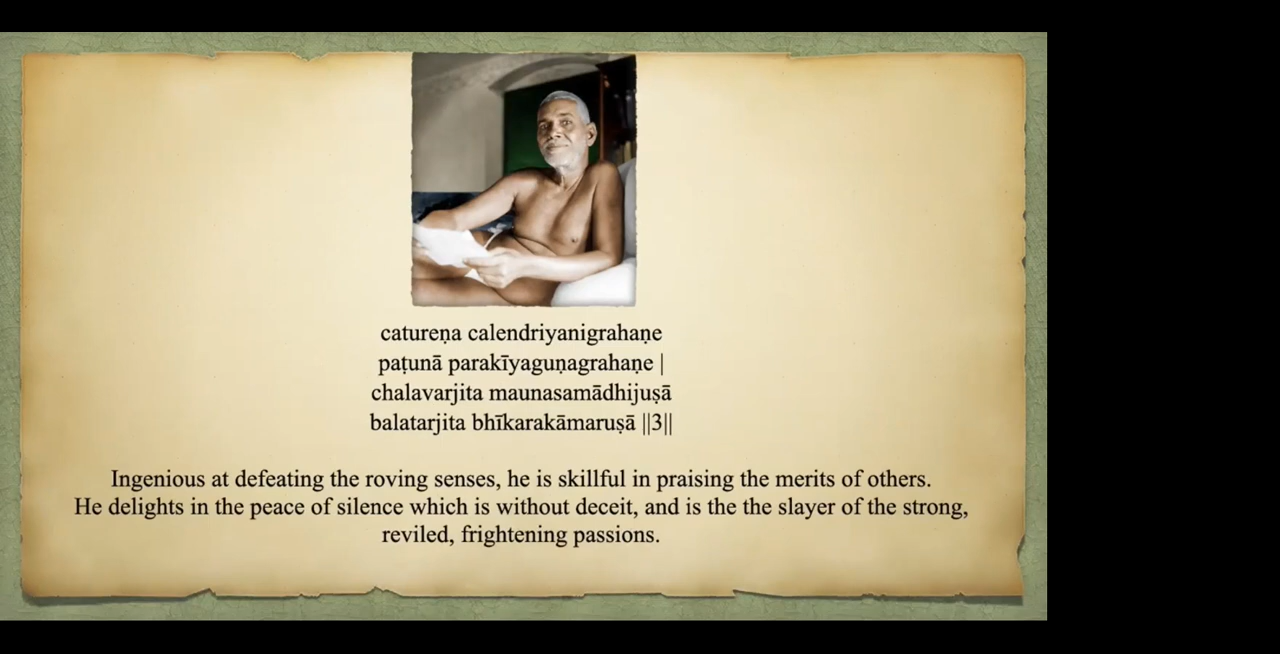 catureṇa calendriyanigrahaṇe
paṭunā parakīyaguṇagrahaṇe |
chalavarjita maunasamādhijuṣā
balatarjita bhīkarakāmaruṣā ||3||
Ingenious at defeating the roving senses, he is skillful in praising the merits of others.
He delights in the peace of silence which is without deceit, and is the the slayer of the strong,
reviled, frightening passions.